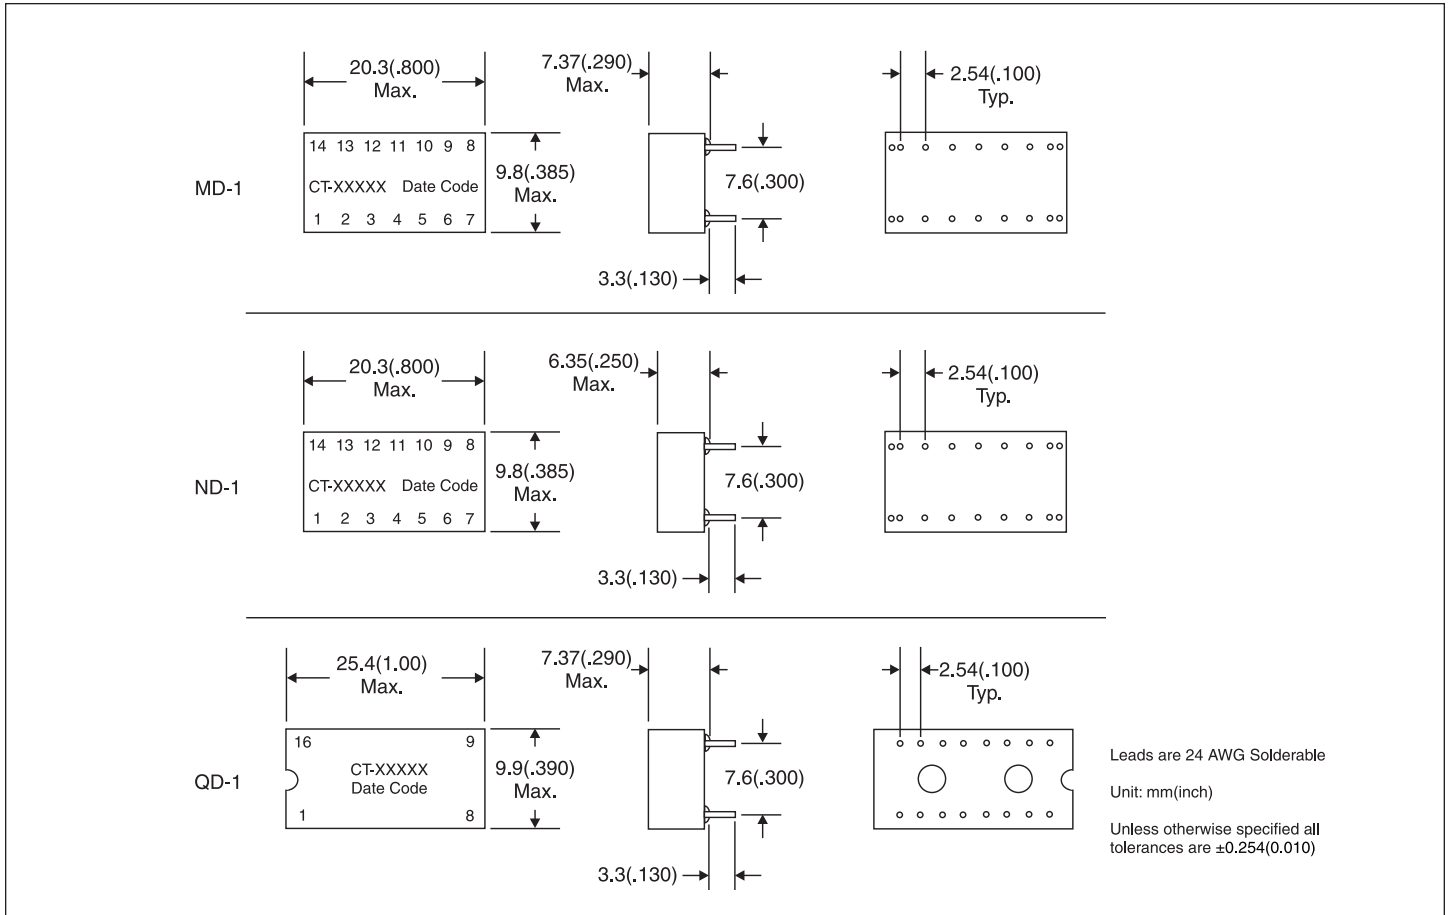 20.3(.800)
Max.
7.37(.290)
Max.
2.54(.100)
Typ.
MD-1
14 13 12 11 10 9 8
CT-XXXXX Date Code
1 2 3 4 5 6 7
9.8(.385)
Max.
7.6(.300)
3.3(.130)
20.3(.800)
Max.
6.35(.250)
Max.
2.54(.100)
Typ.
ND-1
14 13 12 11 10 9 8
CT-XXXXX Date Code
1 2 3 4 5 6 7
9.8(.385)
Max.
7.6(.300)
3.3(.130)
25.4(1.00)
Max.
7.37(.290)
Max.
2.54(.100)
Typ.
QD-1
16 9
CT-XXXXX
Date Code
1 8
9.9(.390)
Max.
7.6(.300)
3.3(.130)
Leads are 24 AWG Solderable
Unit: mm(inch)
Unless otherwise specified all
tolerances are ±0.254(0.010)